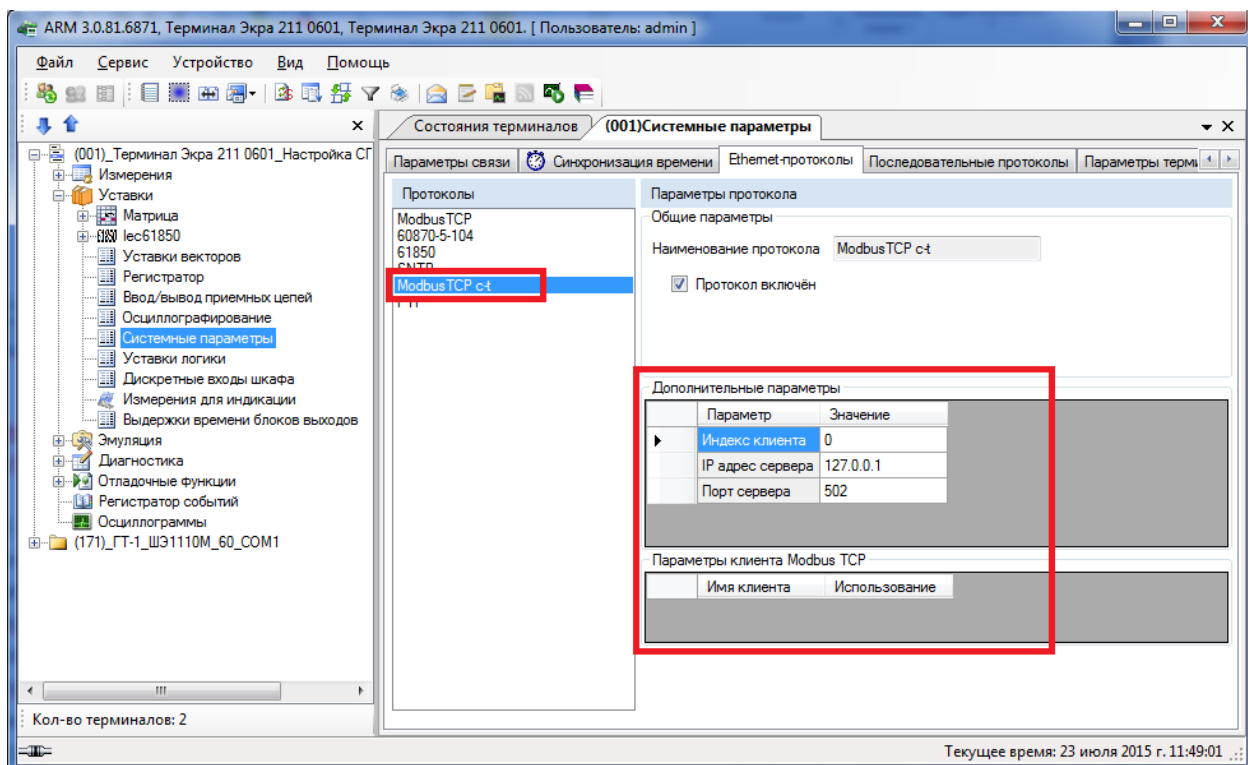 ARM 3.0.81.6871, Терминал Экра 211 0601, Терминал Экра 211 0601. [ Пользователь: admin ]
Файл Сервис Устройство Вид Помощь
Состояния терминалов (001)Системные параметры
(001)_Терминал Экра 211 0601_Настройка СГ
Измерения
Уставки
Матрица
Iec61850
Уставки векторов
Регистратор
Ввод/вывод приемных цепей
Осциллографирование
Системные параметры
Уставки логики
Дискретные входы шкафа
Измерения для индикации
Выдержки времени блоков выходов
Эмуляция
Диагностика
Отладочные функции
Регистратор событий
Осциллограммы
(171)_ГТ-1_ШЭ1110М_60_COM1
Кол-во терминалов: 2
Параметры связи Синхронизация времени Ethernet-протоколы Последовательные протоколы Параметры терми
Протоколы
ModbusTCP
60870-5-104
61850
SNTP
ModbusTCP c-t
Параметры протокола
Общие параметры
Наименование протокола ModbusTCP c-t
Протокол включён
Дополнительные параметры
Параметр Значение
Индекс клиента 0
IP адрес сервера 127.0.0.1
Порт сервера 502
Параметры клиента Modbus TCP
Имя клиента Использование
Текущее время: 23 июля 2015 г. 11:49:01